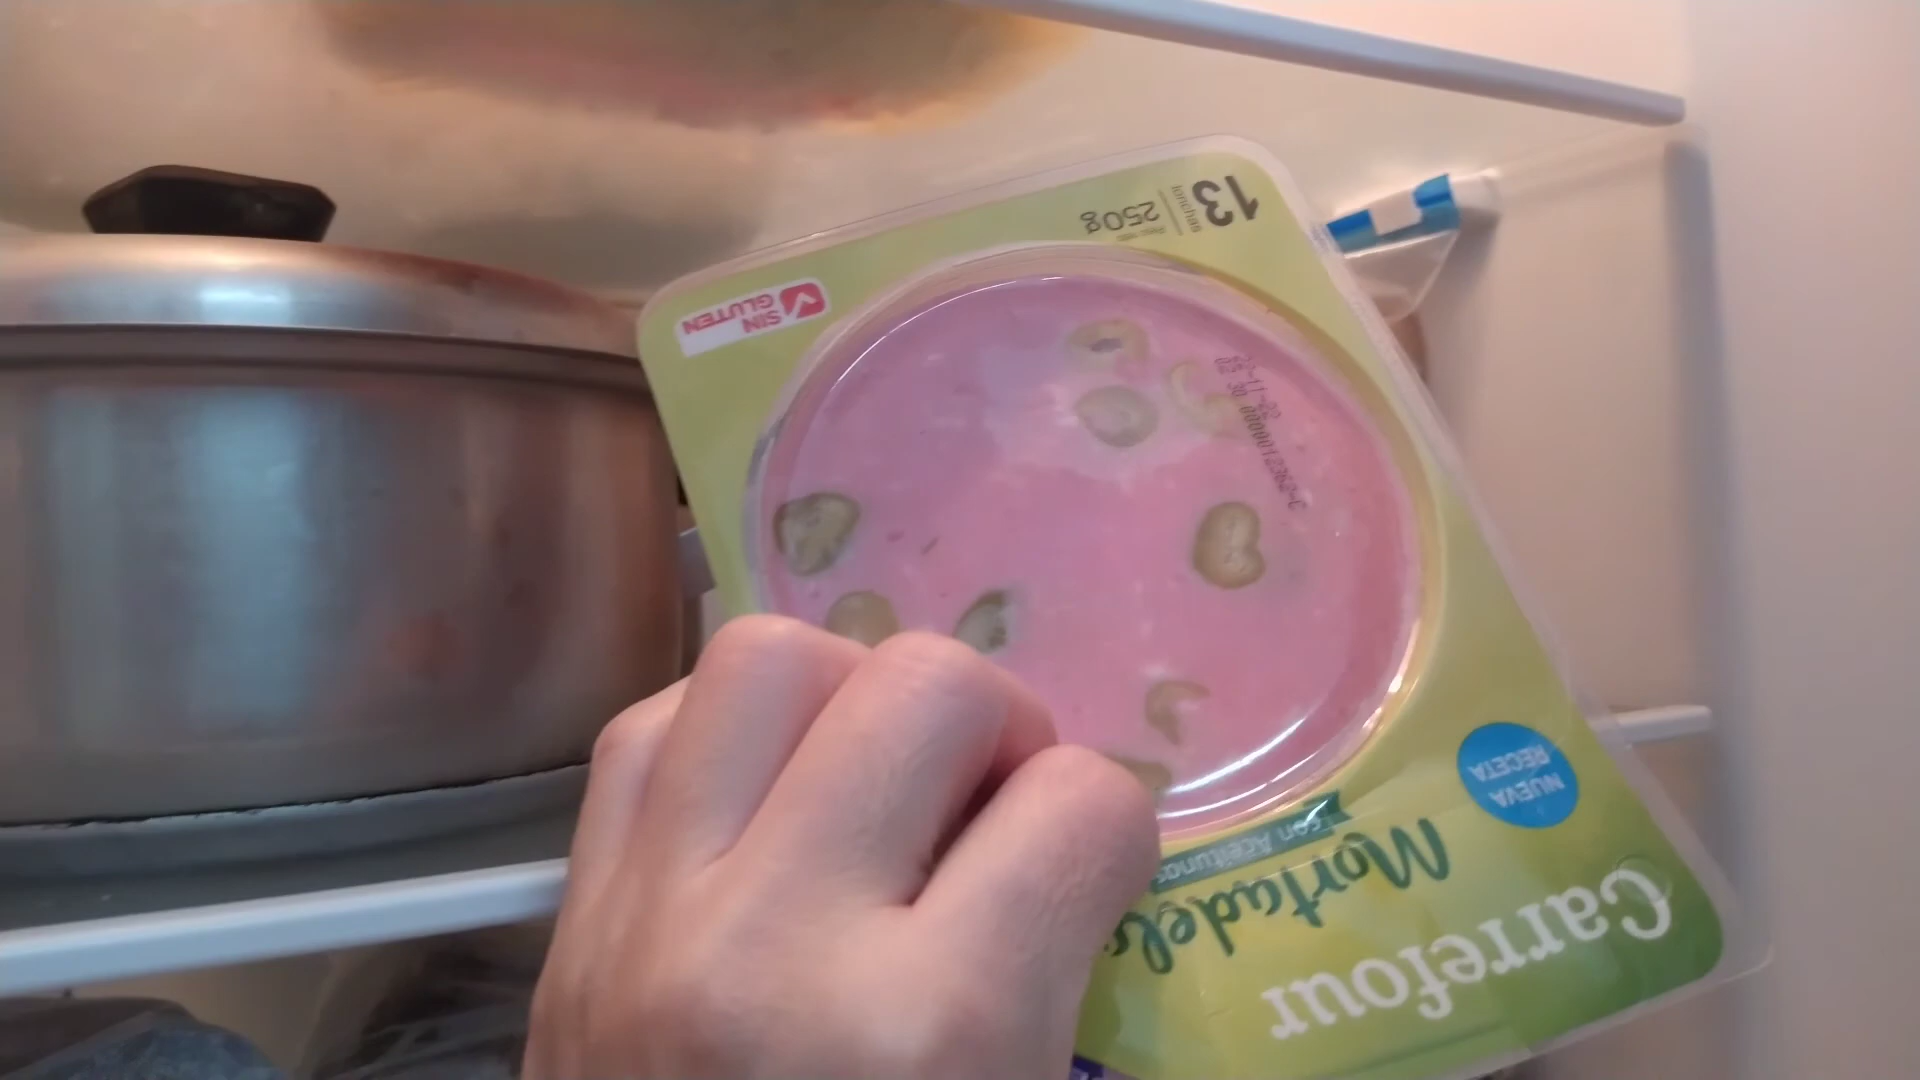 Carrefour
Mortadela
con Aceitunas
NUEVA
RECETA
13
lonchas
250g
SIN
GLUTEN